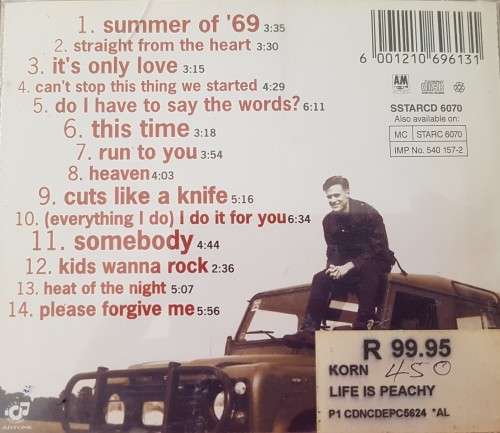 1. summer of '69 3:35
2. straight from the heart 3:30
3. it's only love 3:15
4. can't stop this thing we started 4:29
5. do I have to say the words? 6:11
6. this time 3:18
7. run to you 3:54
8. heaven 4:03
9. cuts like a knife 5:16
10. (everything I do) I do it for you 6:34
11. somebody 4:44
12. kids wanna rock 2:36
13. heat of the night 5:07
14. please forgive me 5:56
6 001210 696131
A&M
SSTARCD 6070
Also available on:
MC STARC 6070
IMP No. 540 157-2
R 99.95
KORN 450
LIFE IS PEACHY
P1 CDNCDEPC5624 *AL